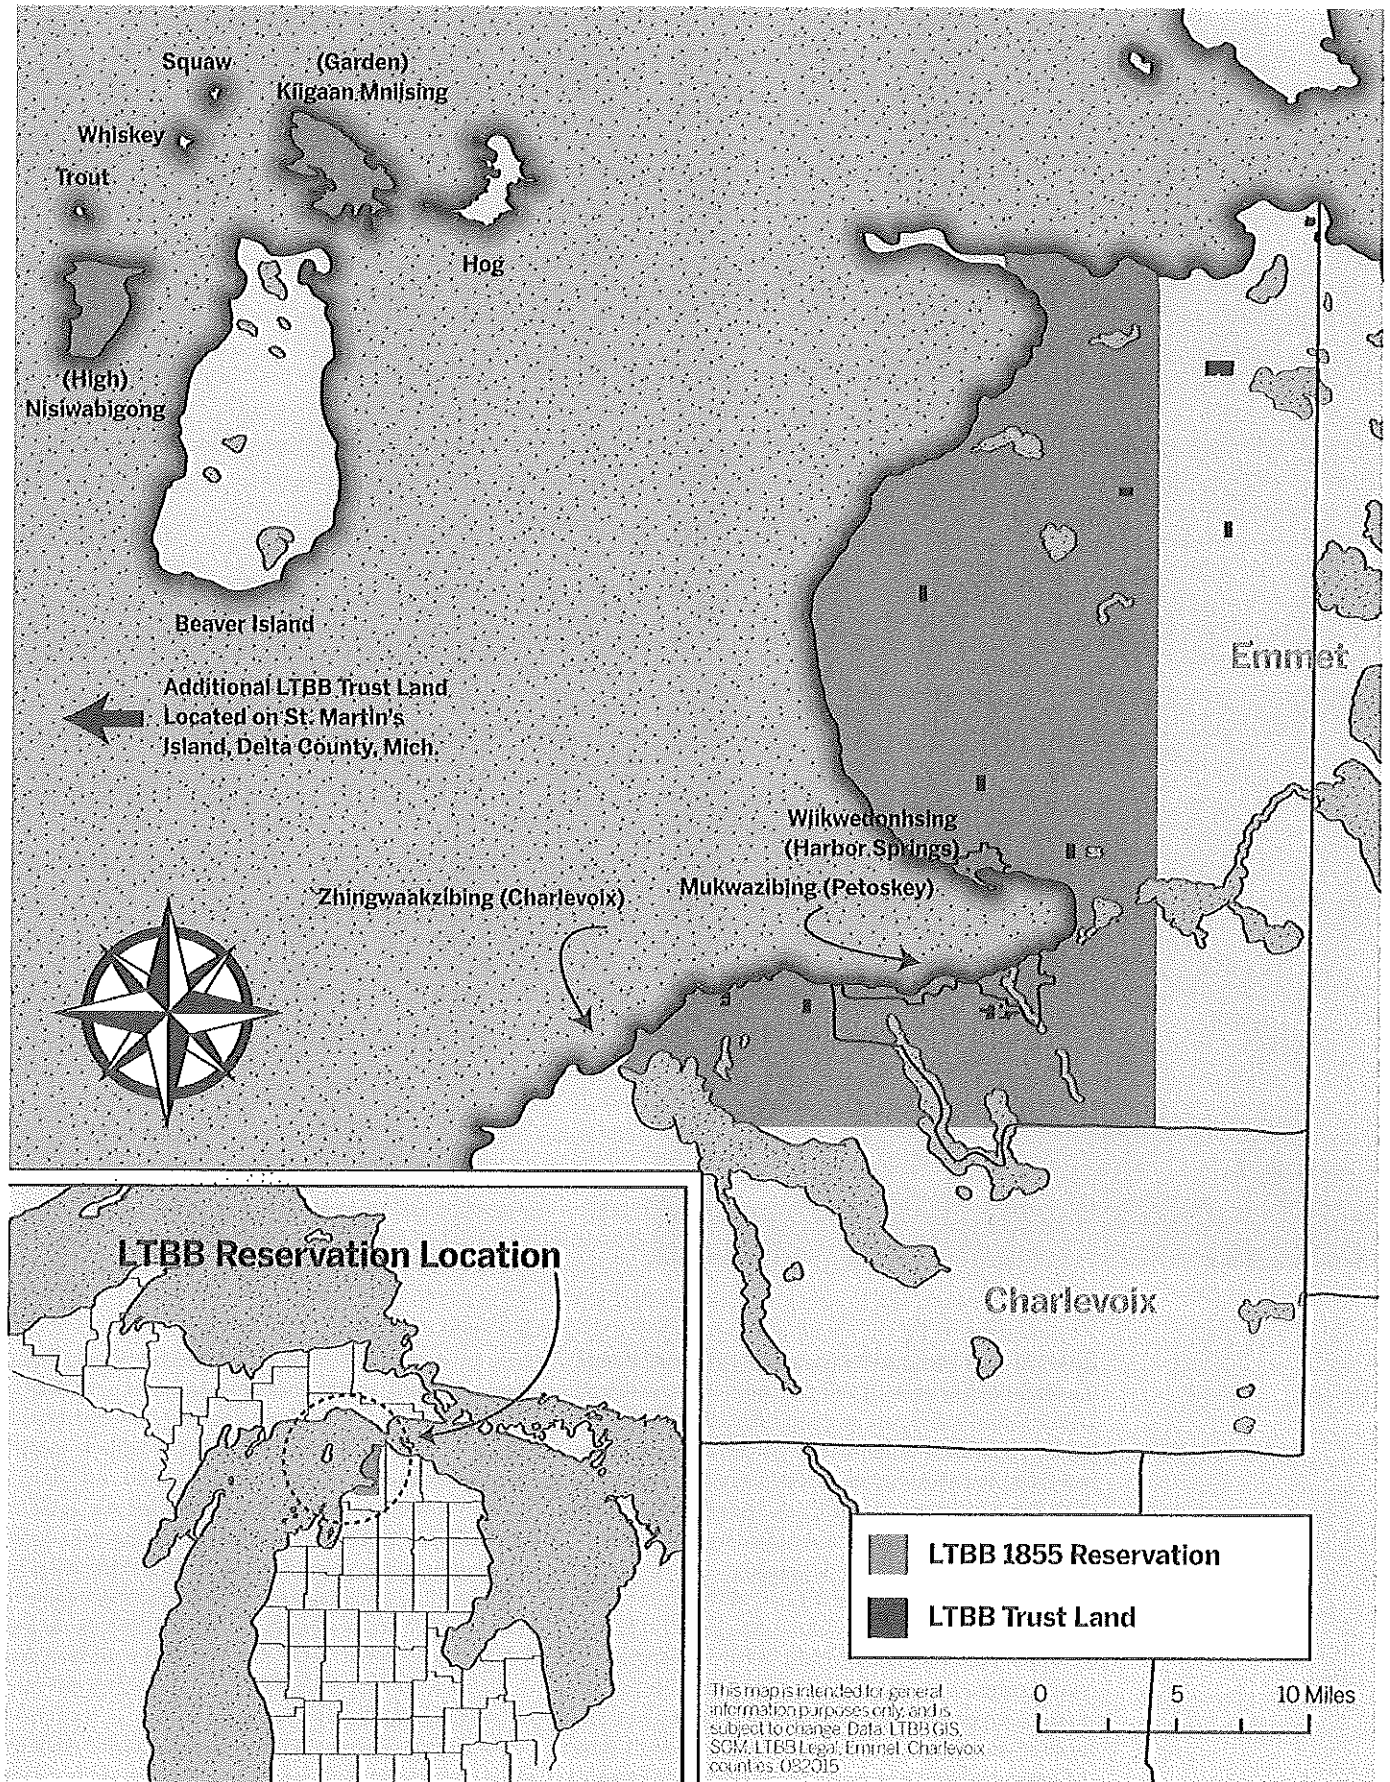 Squaw
(Garden)
Kiigaan Mniising
Whiskey
Trout
Hog
(High)
Nisiwabigong
Beaver Island
Emmet
Additional LTBB Trust Land
Located on St. Martin's
Island, Delta County, Mich.
Wiikwedonhsing
(Harbor Springs)
Zhingwaakzibing (Charlevoix)
Mukwazibing (Petoskey)
LTBB Reservation Location
Charlevoix
LTBB 1855 Reservation
LTBB Trust Land
This map is intended for general
information purposes only, and is
subject to change. Data: LTBB GIS,
SOM, LTBB Legal, Emmet, Charlevoix
counties. 082015
0 5 10 Miles